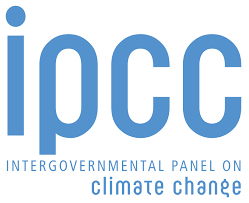 ipcc
INTERGOVERNMENTAL PANEL ON
climate change